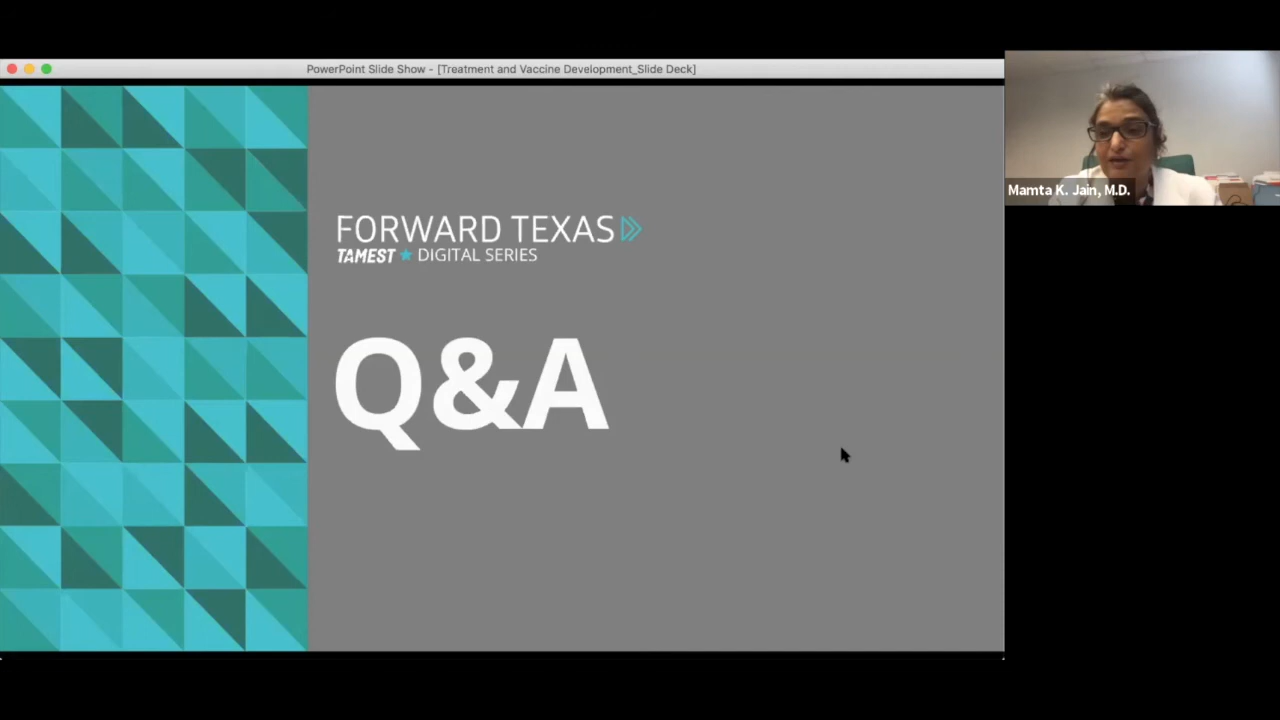 PowerPoint Slide Show - [Treatment and Vaccine Development_Slide Deck]
FORWARD TEXAS
TAMEST ★ DIGITAL SERIES
Q&A
Mamta K. Jain, M.D.